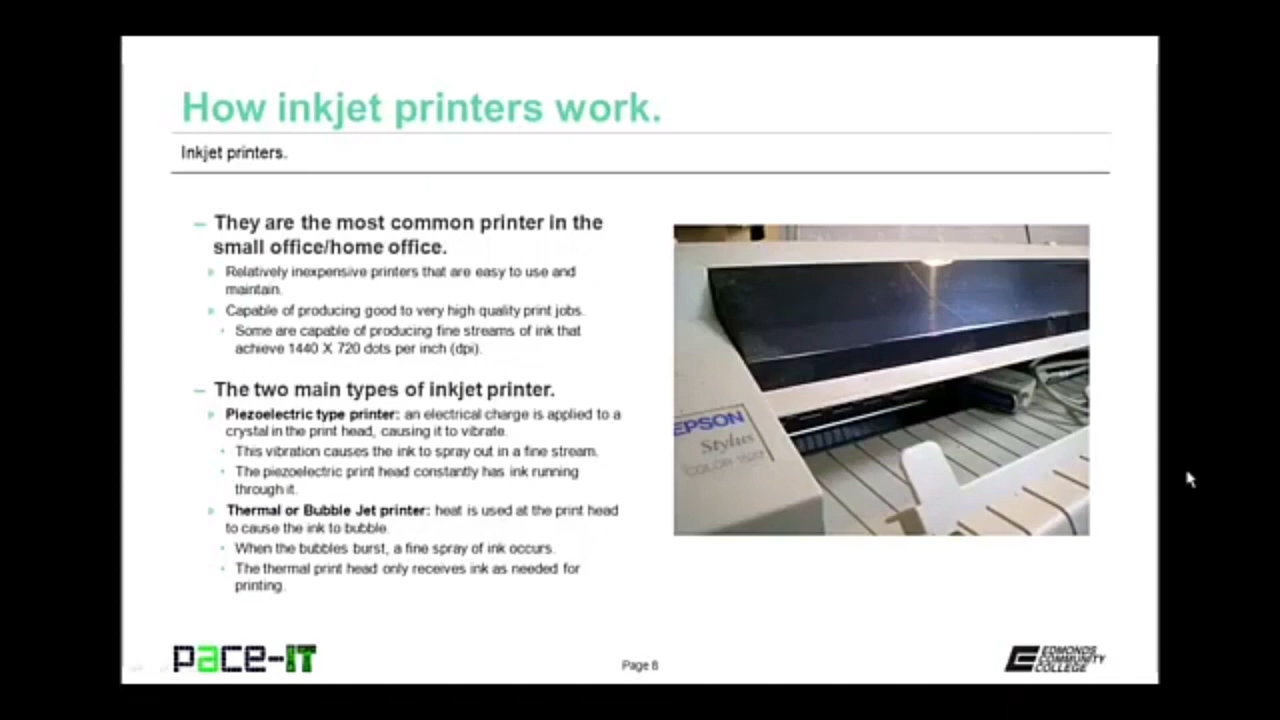 How inkjet printers work.
Inkjet printers.
– They are the most common printer in the
small office/home office.
» Relatively inexpensive printers that are easy to use and
maintain.
» Capable of producing good to very high quality print jobs.
• Some are capable of producing fine streams of ink that
achieve 1440 X 720 dots per inch (dpi).
– The two main types of inkjet printer.
» Piezoelectric type printer: an electrical charge is applied to a
crystal in the print head, causing it to vibrate.
• This vibration causes the ink to spray out in a fine stream.
• The piezoelectric print head constantly has ink running
through it.
» Thermal or Bubble Jet printer: heat is used at the print head
to cause the ink to bubble.
• When the bubbles burst, a fine spray of ink occurs.
• The thermal print head only receives ink as needed for
printing.
EPSON
Stylus
COLOR 1520
pace-IT
Page 8
EDMONDS
COMMUNITY
COLLEGE